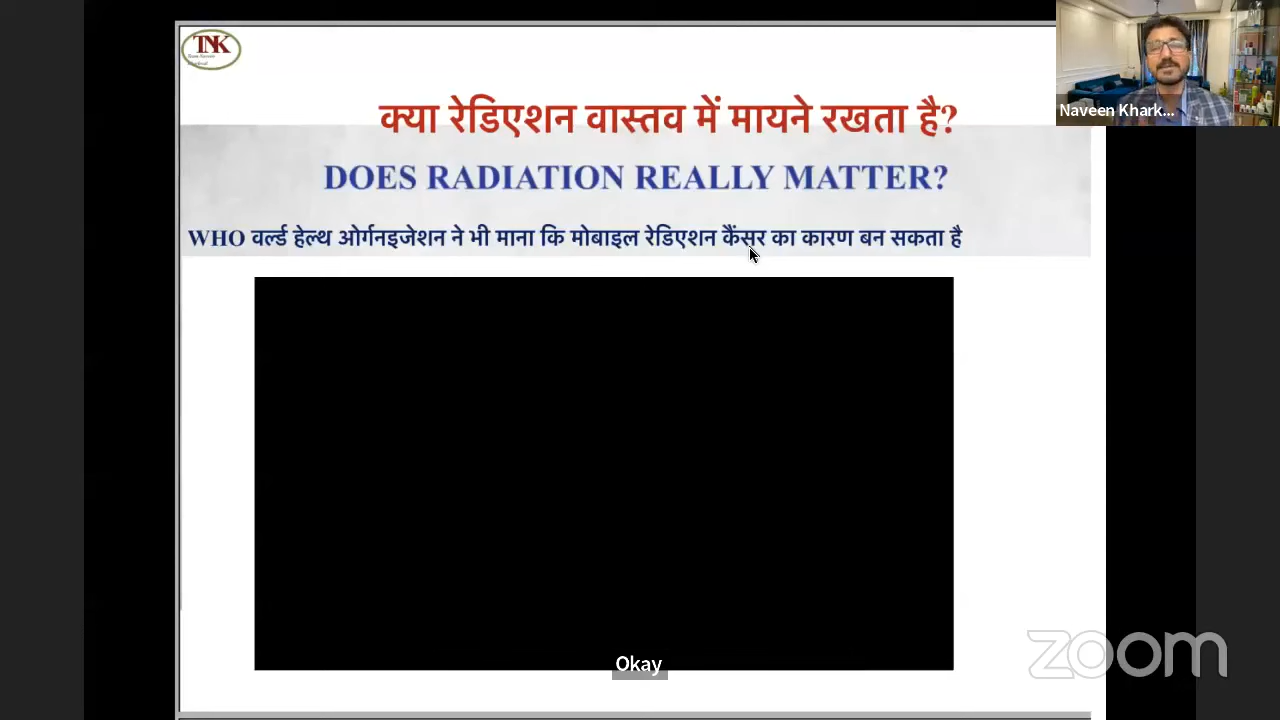 TNK
क्या रेडिएशन वास्तव में मायने रखता है?
DOES RADIATION REALLY MATTER?
WHO वर्ल्ड हेल्थ ओर्गनइजेशन ने भी माना कि मोबाइल रेडिएशन कैंसर का कारण बन सकता है
Naveen Khark...
Okay
zoom